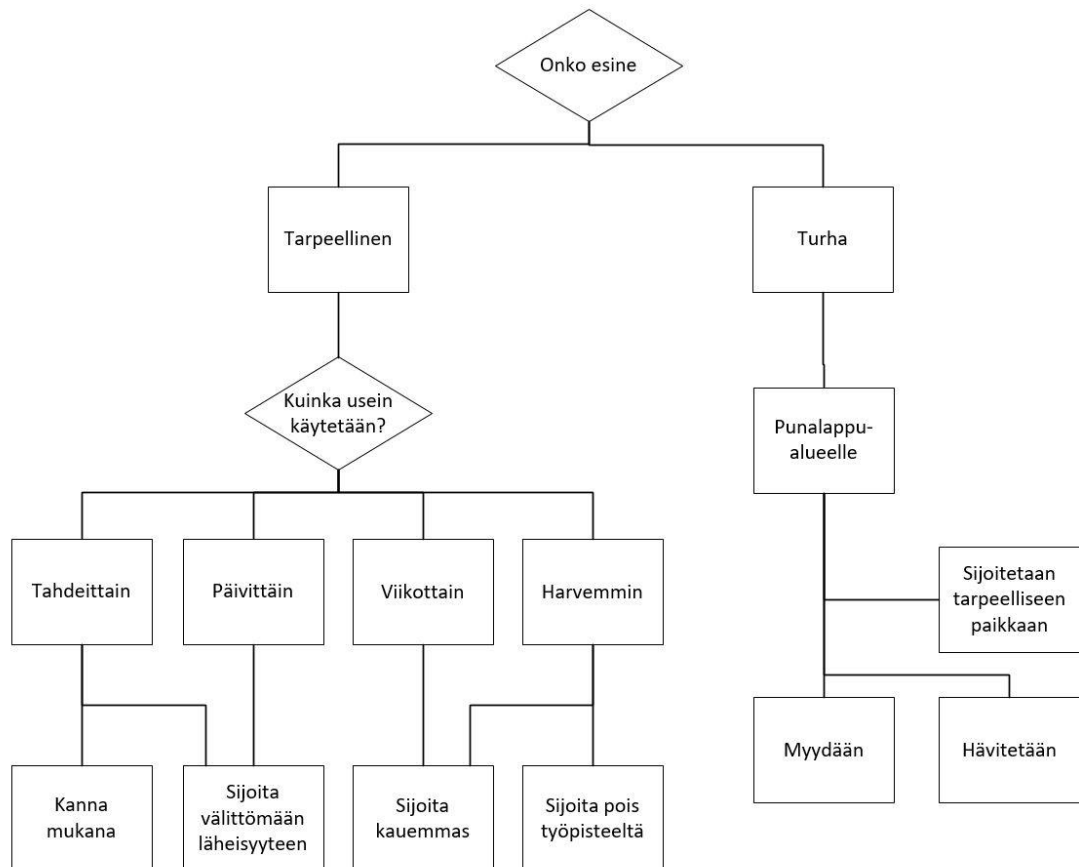 Onko esine
Tarpeellinen
Turha
Kuinka usein
käytetään?
Punalappu-
alueelle
Tahdeittain
Päivittäin
Viikottain
Harvemmin
Sijoitetaan
tarpeelliseen
paikkaan
Myydään
Hävitetään
Kanna
mukana
Sijoita
välittömään
läheisyyteen
Sijoita
kauemmas
Sijoita pois
työpisteeltä